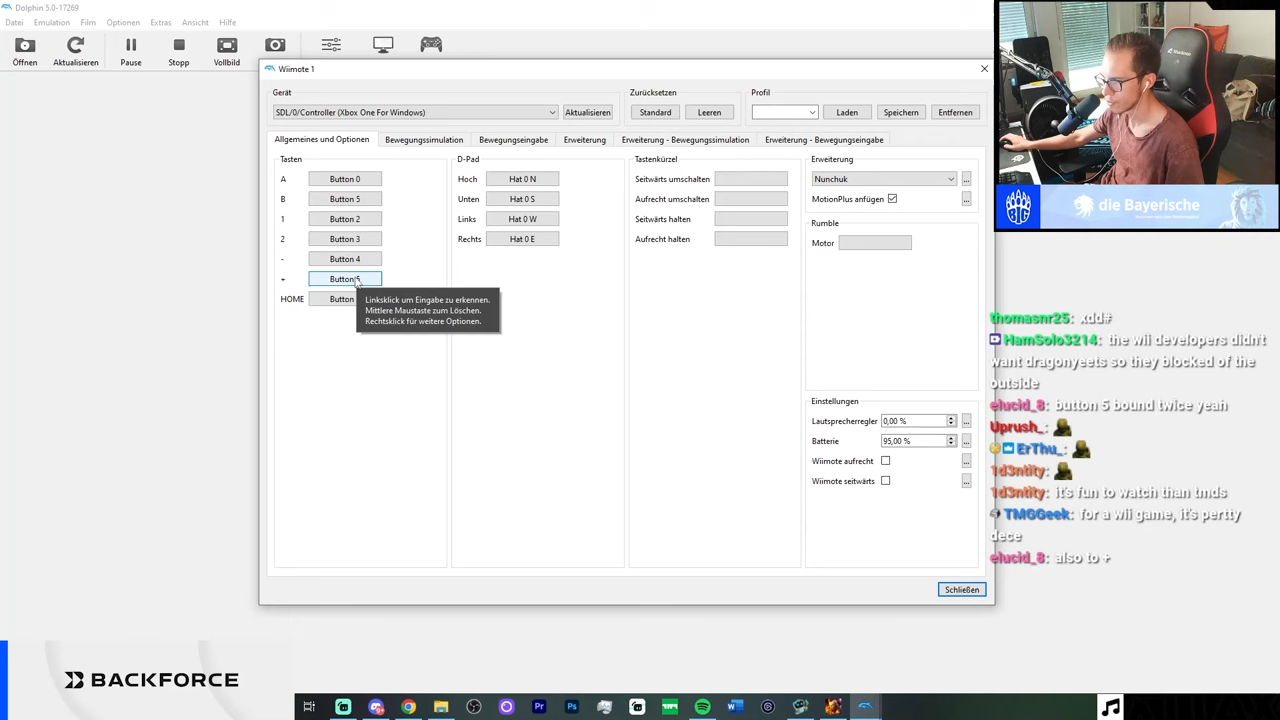 Dolphin 5.0-17269
Datei Emulation Film Optionen Extras Ansicht Hilfe
Öffnen Aktualisieren Pause Stopp Vollbild
Wiimote 1
Gerät
SDL/0/Controller (Xbox One For Windows) Aktualisieren
Zurücksetzen
Standard Leeren
Profil
Laden Speichern Entfernen
Allgemeines und Optionen Bewegungssimulation Bewegungseingabe Erweiterung Erweiterung - Bewegungssimulation Erweiterung - Bewegungseingabe
Tasten
A Button 0
B Button 5
1 Button 2
2 Button 3
- Button 4
+ Button 5
HOME Button
Linksklick um Eingabe zu erkennen.
Mittlere Maustaste zum Löschen.
Rechtsklick für weitere Optionen.
D-Pad
Hoch Hat 0 N
Unten Hat 0 S
Links Hat 0 W
Rechts Hat 0 E
Tastenkürzel
Seitwärts umschalten
Aufrecht umschalten
Seitwärts halten
Aufrecht halten
Erweiterung
Nunchuk ...
MotionPlus anfügen ...
Rumble
Motor
Einstellungen
Lautsprecherregler 0,00 % ...
Batterie 95,00 % ...
Wiimote aufrecht ...
Wiimote seitwärts ...
Schließen
die Bayerische
thomasnr25: xdd#
HamSolo3214: the wii developers didn't
want dragonyeets so they blocked of the
outside
elucid_8: button 5 bound twice yeah
Uprush_:
ErThu_:
1d3ntity:
1d3ntity: it's fun to watch than tmds
TMGGeek: for a wii game, it's pertty
dece
elucid_8: also to +
BACKFORCE
Pr Ps W